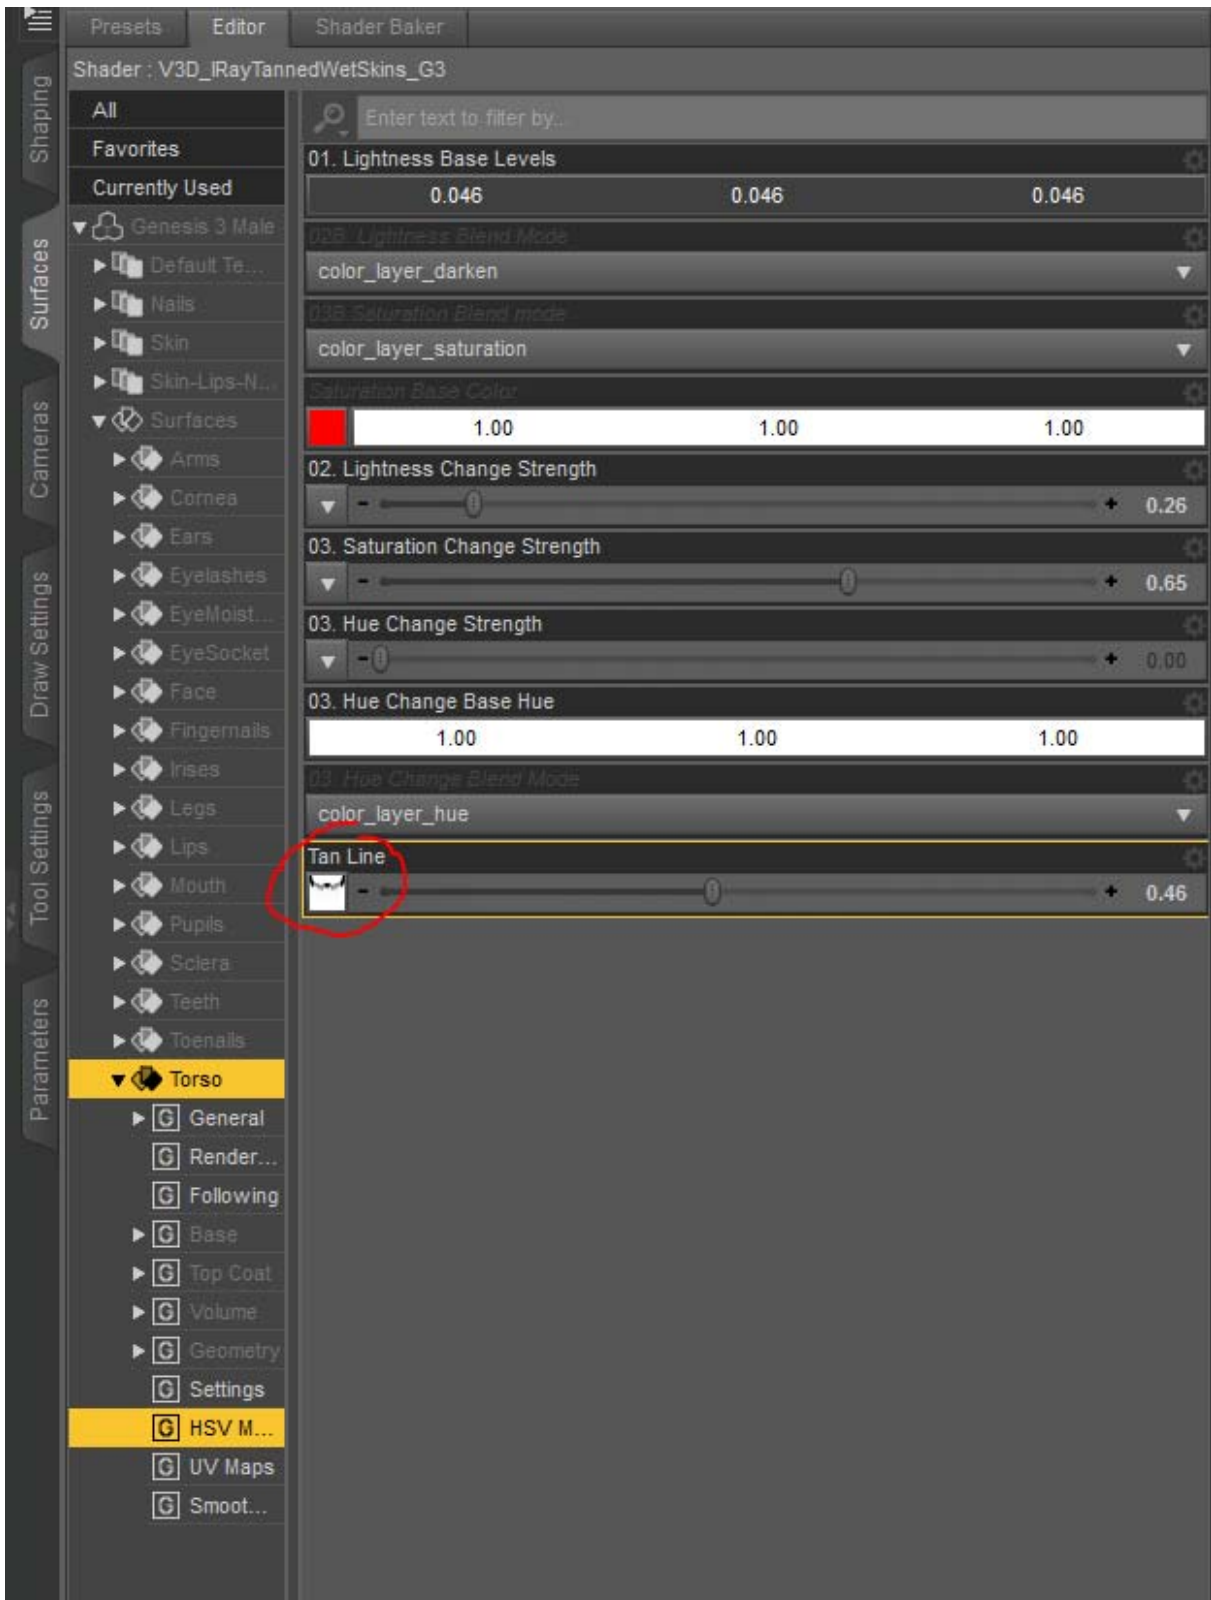 Presets Editor Shader Baker
Shader : V3D_IRayTannedWetSkins_G3
Shaping
Surfaces
Cameras
Draw Settings
Tool Settings
Parameters
All
Favorites
Currently Used
Genesis 3 Male
Default Te...
Nails
Skin
Skin-Lips-N...
Surfaces
Arms
Cornea
Ears
Eyelashes
EyeMoist...
EyeSocket
Face
Fingernails
Irises
Legs
Lips
Mouth
Pupils
Sclera
Teeth
Toenails
Torso
G General
G Render...
G Following
G Base
G Top Coat
G Volume
G Geometry
G Settings
G HSV M...
G UV Maps
G Smoot...
Enter text to filter by...
01. Lightness Base Levels
0.046 0.046 0.046
02B. Lightness Blend Mode
color_layer_darken
03B Saturation Blend mode
color_layer_saturation
Saturation Base Color
1.00 1.00 1.00
02. Lightness Change Strength
- + 0.26
03. Saturation Change Strength
- + 0.65
03. Hue Change Strength
- + 0.00
03. Hue Change Base Hue
1.00 1.00 1.00
03. Hue Change Blend Mode
color_layer_hue
Tan Line
- + 0.46